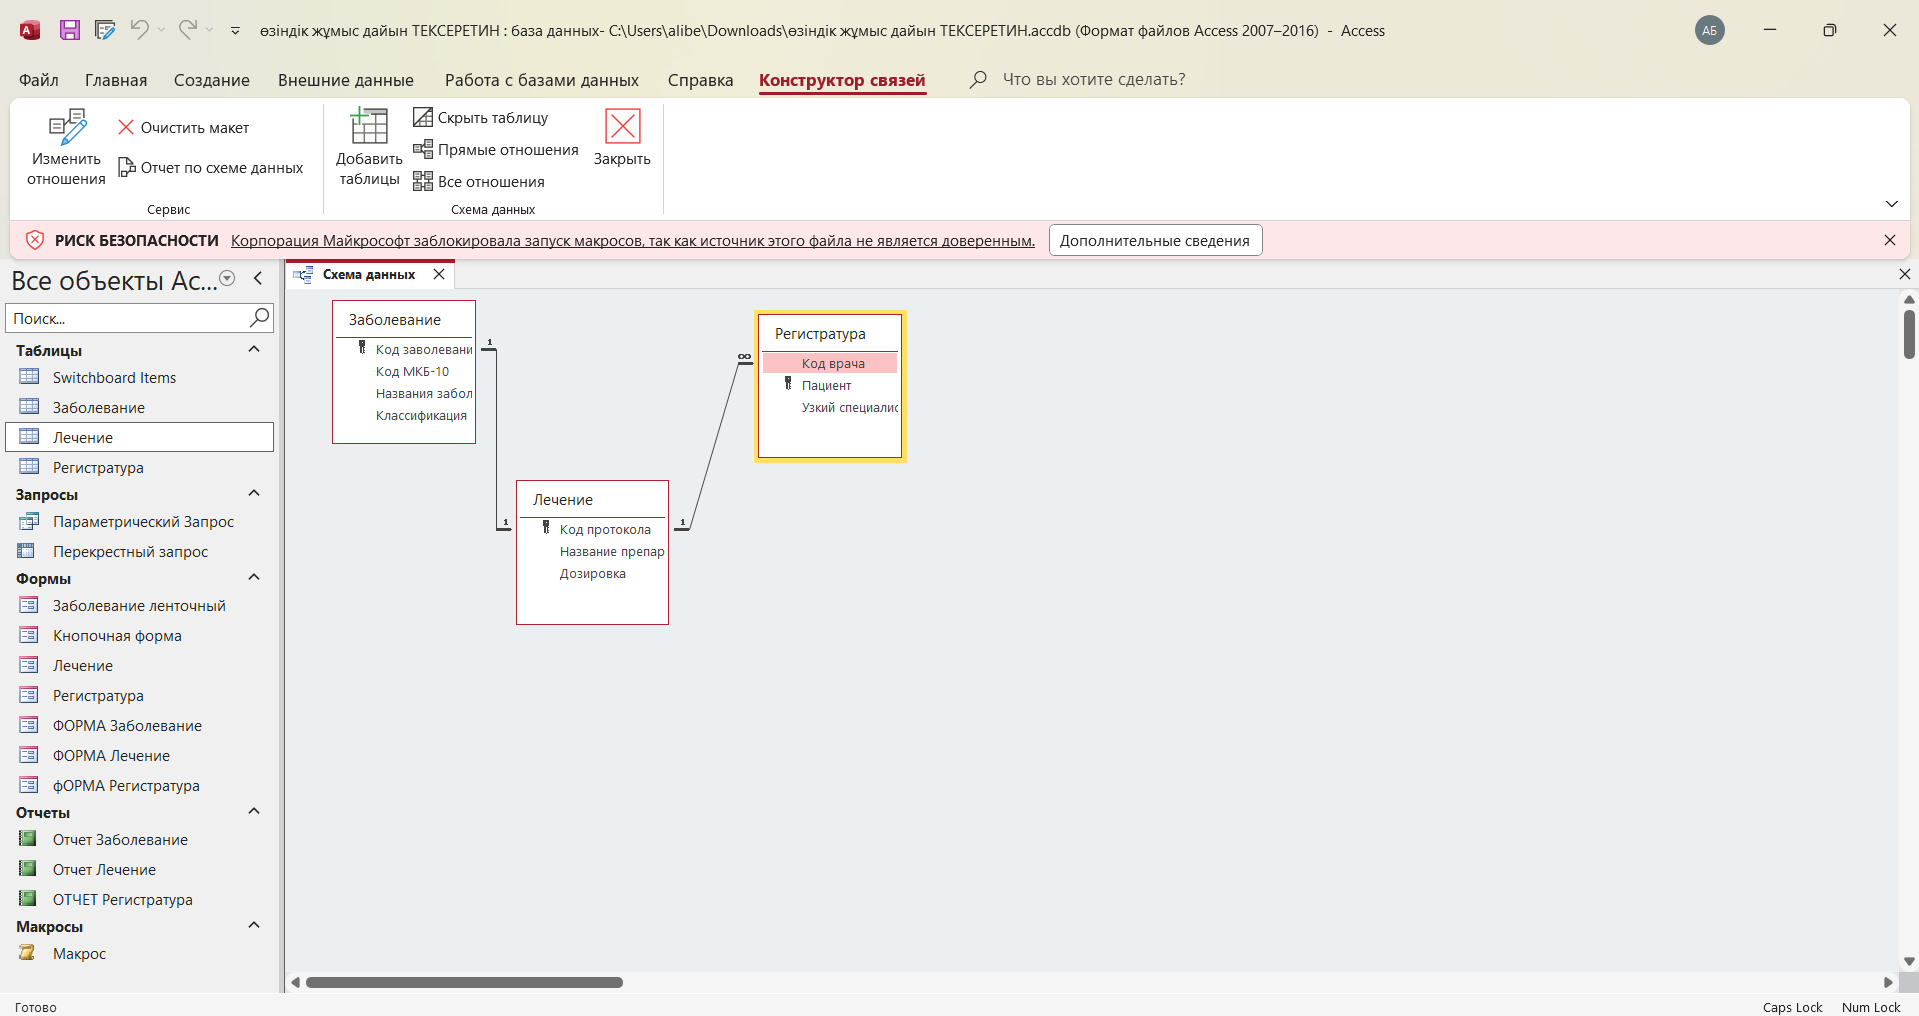 өзіндік жұмыс дайын ТЕКСЕРЕТИН : база данных- C:\Users\alibe\Downloads\өзіндік жұмыс дайын ТЕКСЕРЕТИН.accdb (Формат файлов Access 2007–2016) - Access
АБ
Файл Главная Создание Внешние данные Работа с базами данных Справка Конструктор связей Что вы хотите сделать?
Изменить отношения
Очистить макет
Отчет по схеме данных
Сервис
Добавить таблицы
Скрыть таблицу
Прямые отношения
Все отношения
Закрыть
Схема данных
РИСК БЕЗОПАСНОСТИ Корпорация Майкрософт заблокировала запуск макросов, так как источник этого файла не является доверенным. Дополнительные сведения
Все объекты Ac...
Поиск...
Таблицы
Switchboard Items
Заболевание
Лечение
Регистратура
Запросы
Параметрический Запрос
Перекрестный запрос
Формы
Заболевание ленточный
Кнопочная форма
Лечение
Регистратура
ФОРМА Заболевание
ФОРМА Лечение
фОРМА Регистратура
Отчеты
Отчет Заболевание
Отчет Лечение
ОТЧЕТ Регистратура
Макросы
Макрос
Схема данных
Заболевание
Код заволевани
Код МКБ-10
Названия забол
Классификация
1
1
Лечение
Код протокола
Название препар
Дозировка
1
∞
Регистратура
Код врача
Пациент
Узкий специалис
Готово
Caps Lock Num Lock